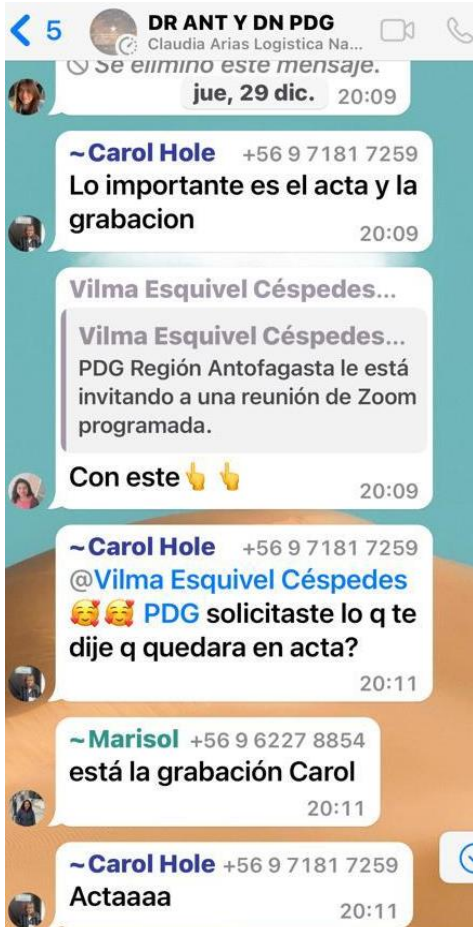 5
DR ANT Y DN PDG
Claudia Arias Logistica Na...
Se eliminó este mensaje.
jue, 29 dic. 20:09
~Carol Hole +56 9 7181 7259
Lo importante es el acta y la
grabacion
20:09
Vilma Esquivel Céspedes...
Vilma Esquivel Céspedes...
PDG Región Antofagasta le está
invitando a una reunión de Zoom
programada.
Con este👆👆
20:09
~Carol Hole +56 9 7181 7259
@Vilma Esquivel Céspedes
🥰🥰 PDG solicitaste lo q te
dije q quedara en acta?
20:11
~Marisol +56 9 6227 8854
está la grabación Carol
20:11
~Carol Hole +56 9 7181 7259
Actaaaa
20:11